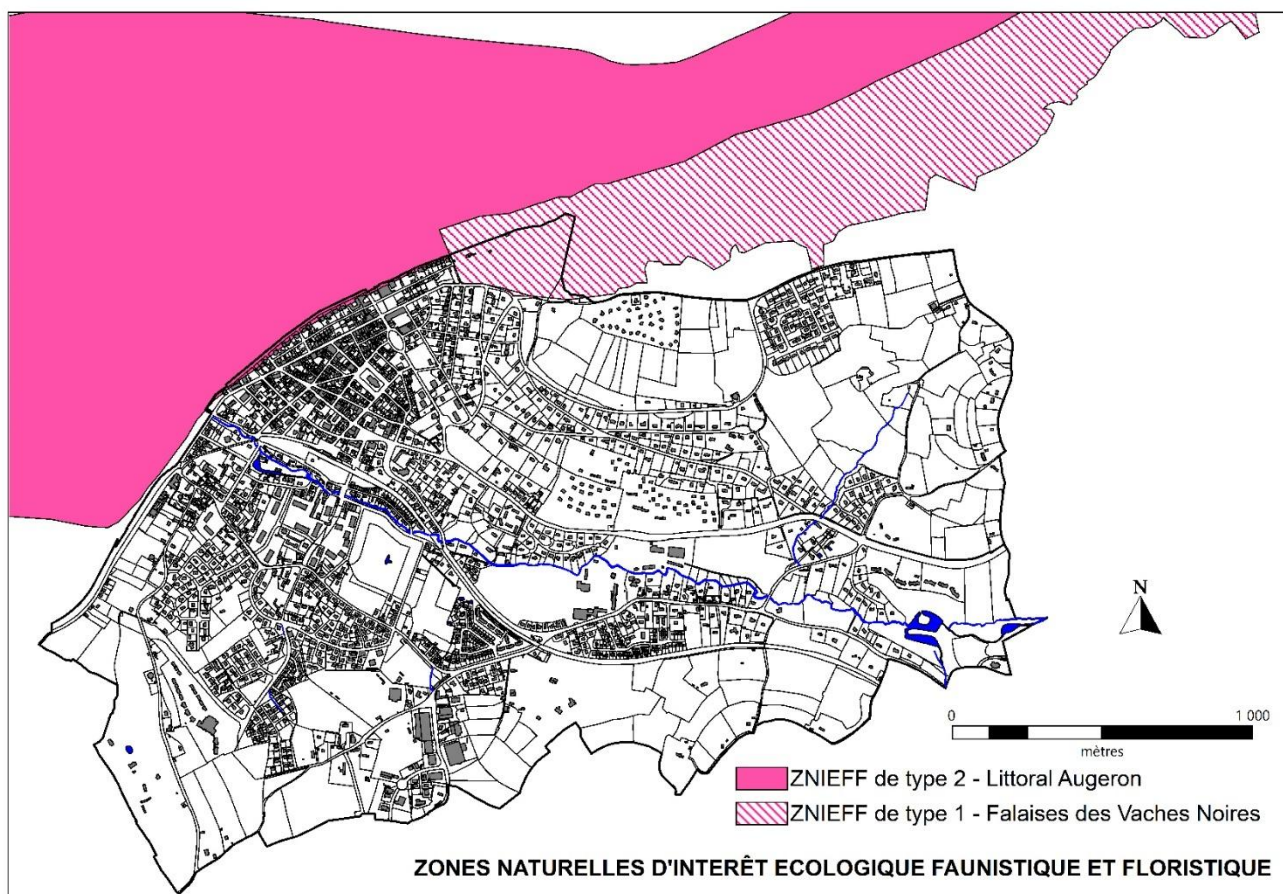 N
0 1 000
mètres
ZNIEFF de type 2 - Littoral Augeron
ZNIEFF de type 1 - Falaises des Vaches Noires
ZONES NATURELLES D'INTERÊT ECOLOGIQUE FAUNISTIQUE ET FLORISTIQUE